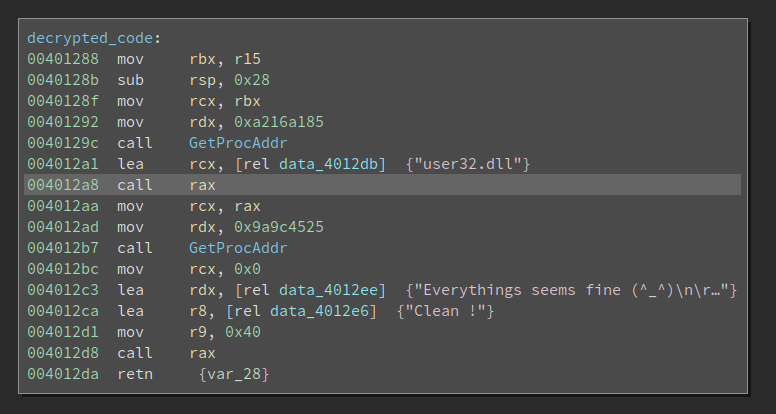 decrypted_code:
00401288 mov rbx, r15
0040128b sub rsp, 0x28
0040128f mov rcx, rbx
00401292 mov rdx, 0xa216a185
0040129c call GetProcAddr
004012a1 lea rcx, [rel data_4012db] {"user32.dll"}
004012a8 call rax
004012aa mov rcx, rax
004012ad mov rdx, 0x9a9c4525
004012b7 call GetProcAddr
004012bc mov rcx, 0x0
004012c3 lea rdx, [rel data_4012ee] {"Everythings seems fine (^_^)\n\r…"}
004012ca lea r8, [rel data_4012e6] {"Clean !"}
004012d1 mov r9, 0x40
004012d8 call rax
004012da retn {var_28}